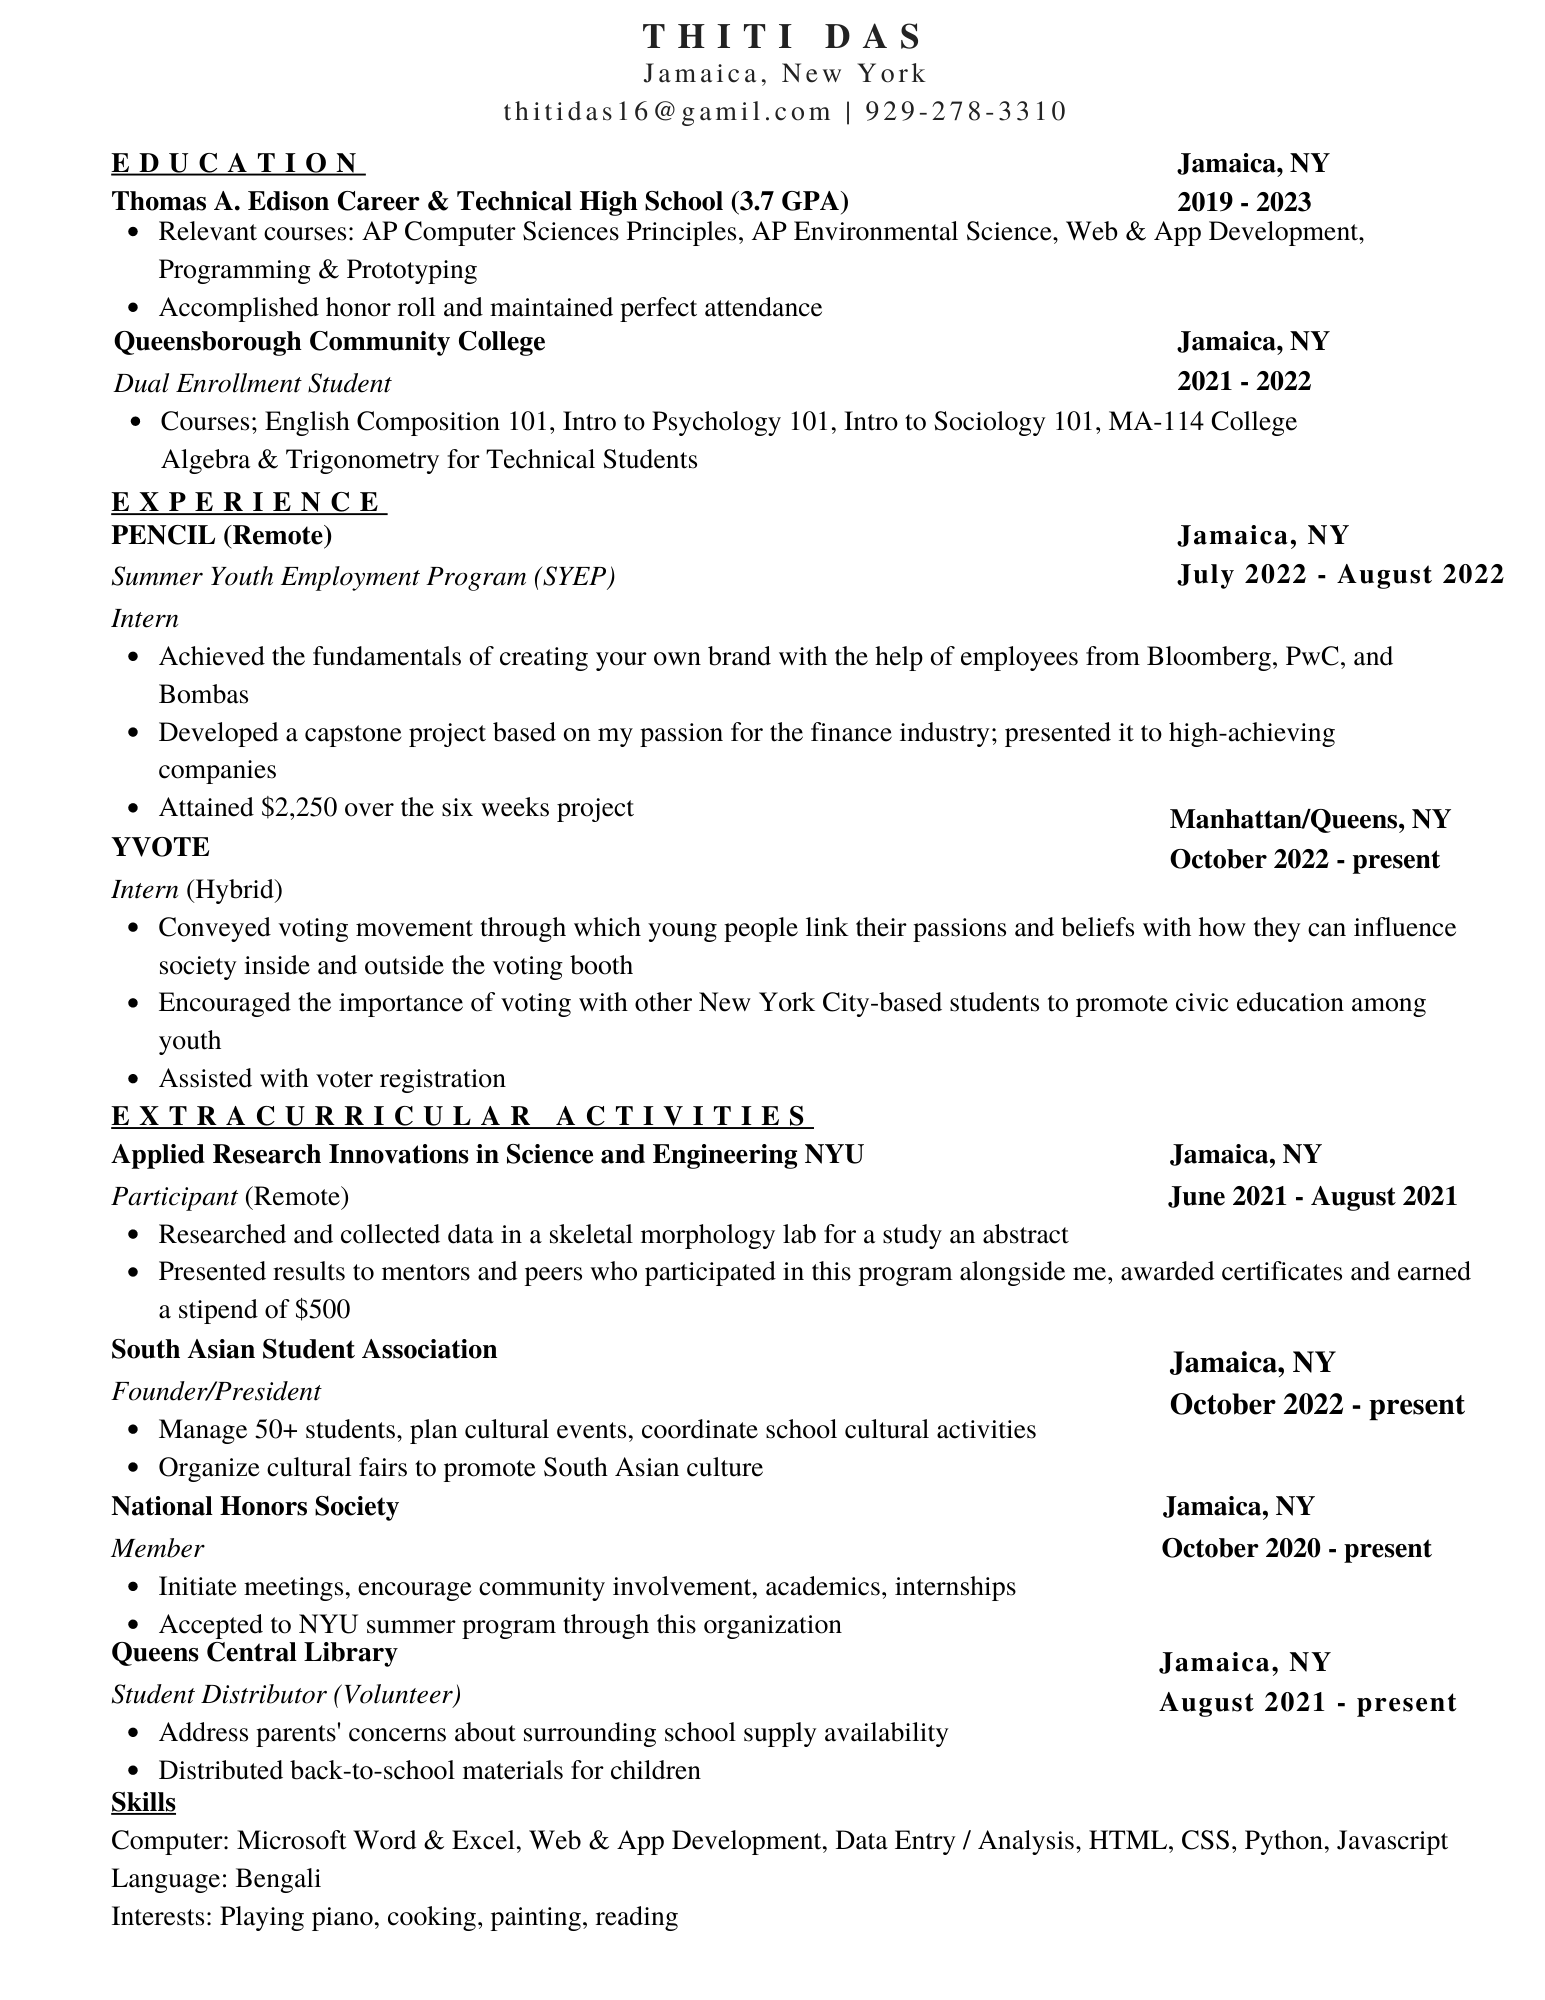 THITI DAS
Jamaica, New York
thitidas16@gamil.com | 929-278-3310
EDUCATION Jamaica, NY
Thomas A. Edison Career & Technical High School (3.7 GPA) 2019 - 2023
• Relevant courses: AP Computer Sciences Principles, AP Environmental Science, Web & App Development,
Programming & Prototyping
• Accomplished honor roll and maintained perfect attendance
Queensborough Community College Jamaica, NY
Dual Enrollment Student 2021 - 2022
• Courses; English Composition 101, Intro to Psychology 101, Intro to Sociology 101, MA-114 College
Algebra & Trigonometry for Technical Students
EXPERIENCE
PENCIL (Remote) Jamaica, NY
Summer Youth Employment Program (SYEP) July 2022 - August 2022
Intern
• Achieved the fundamentals of creating your own brand with the help of employees from Bloomberg, PwC, and
Bombas
• Developed a capstone project based on my passion for the finance industry; presented it to high-achieving
companies
• Attained $2,250 over the six weeks project
Manhattan/Queens, NY
YVOTE
October 2022 - present
Intern (Hybrid)
• Conveyed voting movement through which young people link their passions and beliefs with how they can influence
society inside and outside the voting booth
• Encouraged the importance of voting with other New York City-based students to promote civic education among
youth
• Assisted with voter registration
EXTRACURRICULAR ACTIVITIES
Applied Research Innovations in Science and Engineering NYU Jamaica, NY
Participant (Remote) June 2021 - August 2021
• Researched and collected data in a skeletal morphology lab for a study an abstract
• Presented results to mentors and peers who participated in this program alongside me, awarded certificates and earned
a stipend of $500
South Asian Student Association Jamaica, NY
Founder/President October 2022 - present
• Manage 50+ students, plan cultural events, coordinate school cultural activities
• Organize cultural fairs to promote South Asian culture
National Honors Society Jamaica, NY
Member October 2020 - present
• Initiate meetings, encourage community involvement, academics, internships
• Accepted to NYU summer program through this organization
Queens Central Library Jamaica, NY
Student Distributor (Volunteer) August 2021 - present
• Address parents' concerns about surrounding school supply availability
• Distributed back-to-school materials for children
Skills
Computer: Microsoft Word & Excel, Web & App Development, Data Entry / Analysis, HTML, CSS, Python, Javascript
Language: Bengali
Interests: Playing piano, cooking, painting, reading